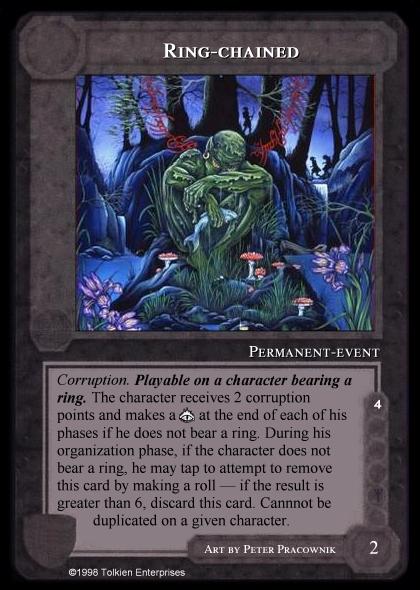 RING-CHAINED
PERMANENT-EVENT
Corruption. Playable on a character bearing a
ring. The character receives 2 corruption
points and makes a at the end of each of his
phases if he does not bear a ring. During his
organization phase, if the character does not
bear a ring, he may tap to attempt to remove
this card by making a roll — if the result is
greater than 6, discard this card. Cannnot be
duplicated on a given character.
4
ART BY PETER PRACOWNIK
2
©1998 Tolkien Enterprises